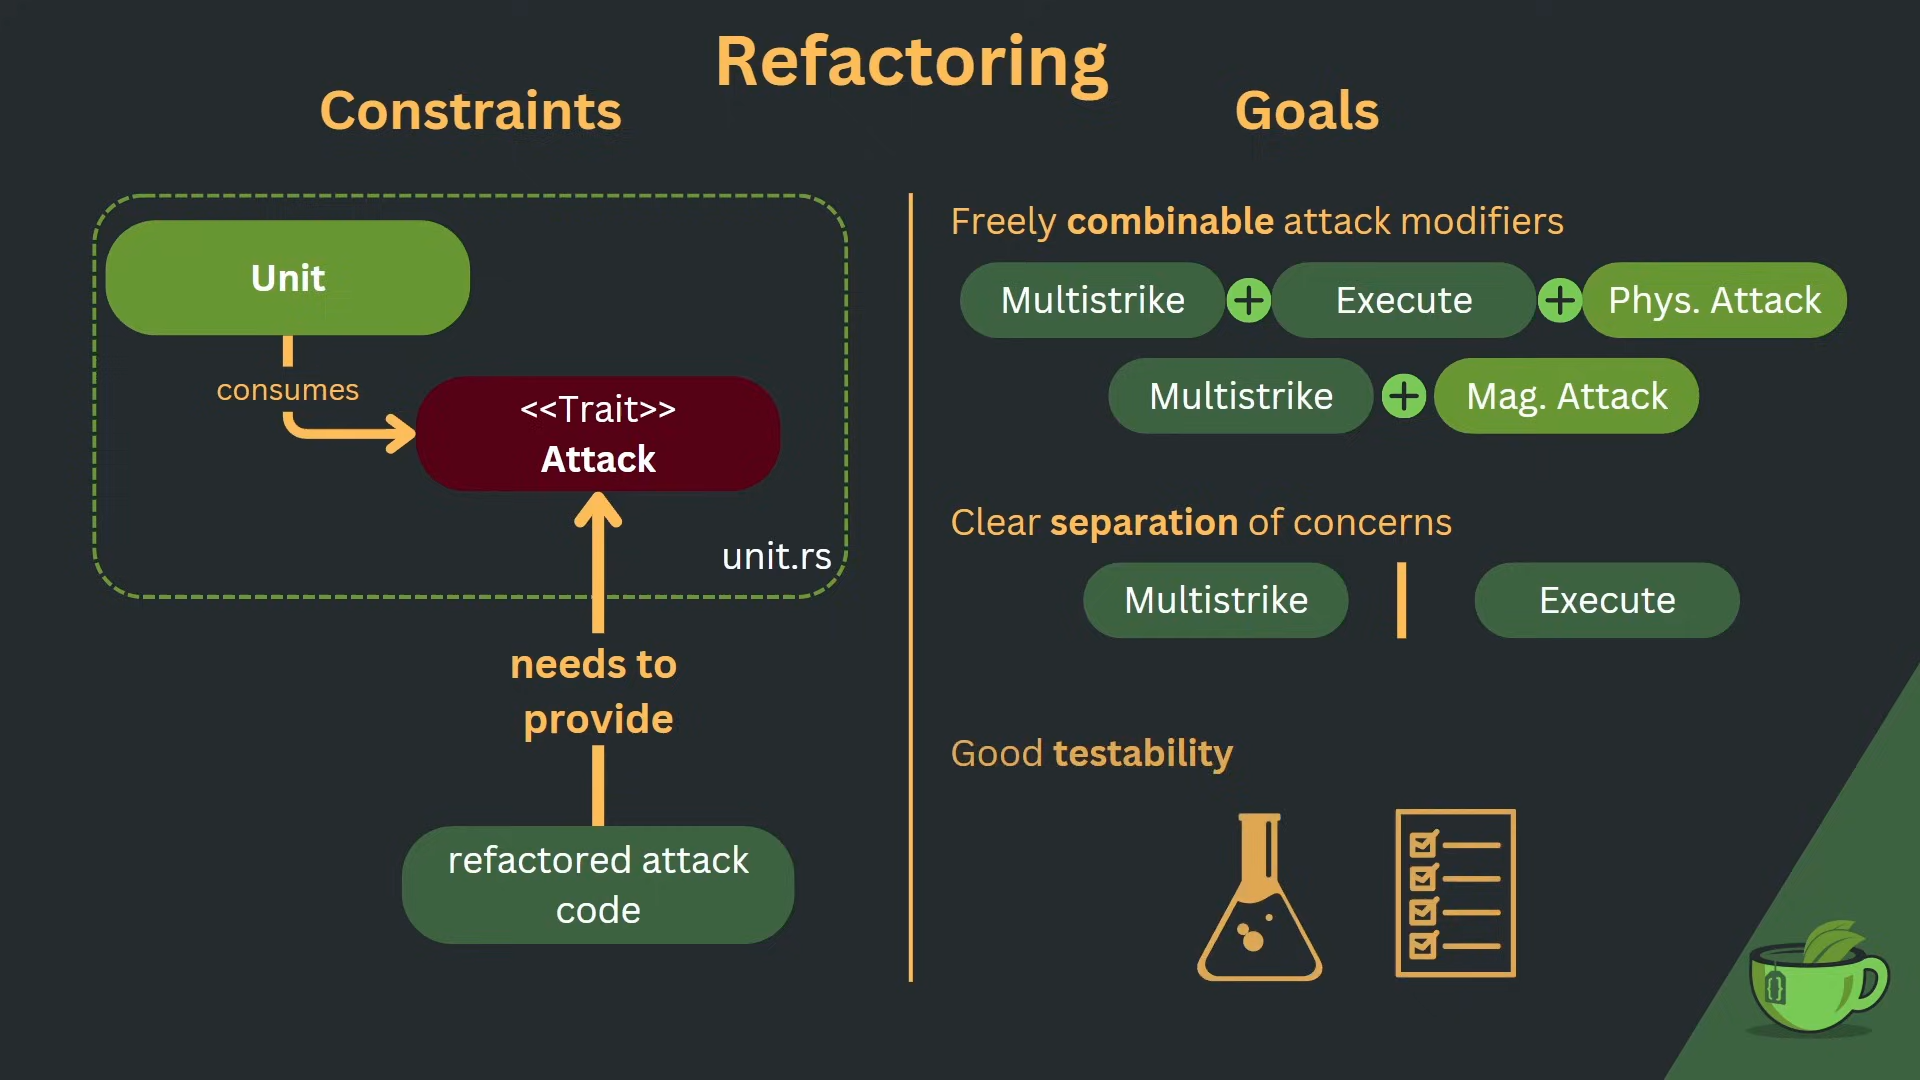 Refactoring
Constraints
Unit
consumes
<<Trait>>
Attack
unit.rs
needs to
provide
refactored attack
code
Goals
Freely combinable attack modifiers
Multistrike + Execute + Phys. Attack
Multistrike + Mag. Attack
Clear separation of concerns
Multistrike | Execute
Good testability
{}